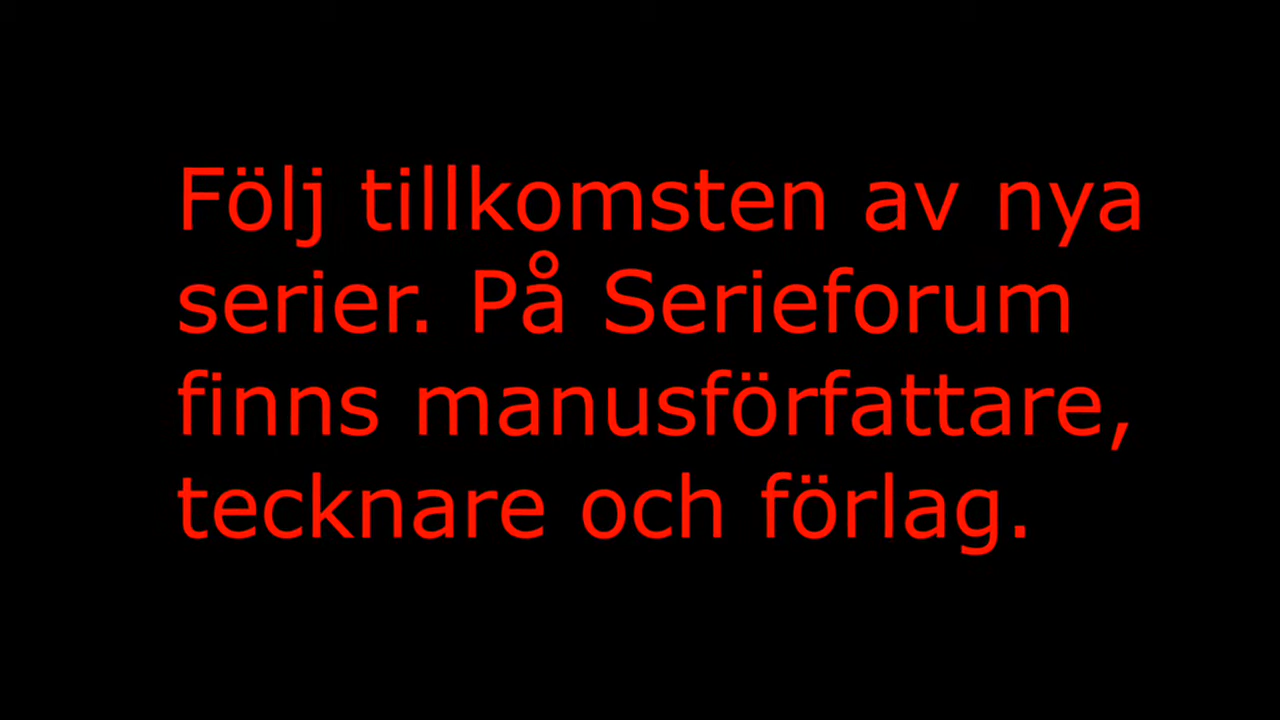 Följ tillkomsten av nya
serier. På Serieforum
finns manusförfattare,
tecknare och förlag.